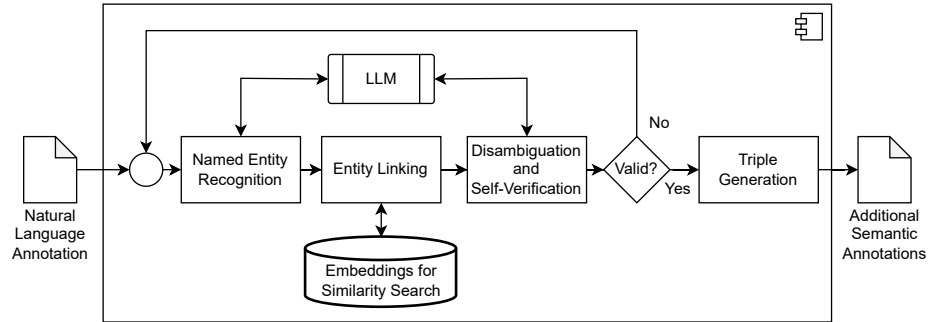 LLM
No
Named Entity
Recognition
Entity Linking
Disambiguation
and
Self-Verification
Valid?
Yes
Triple
Generation
Natural
Language
Annotation
Additional
Semantic
Annotations
Embeddings for
Similarity Search